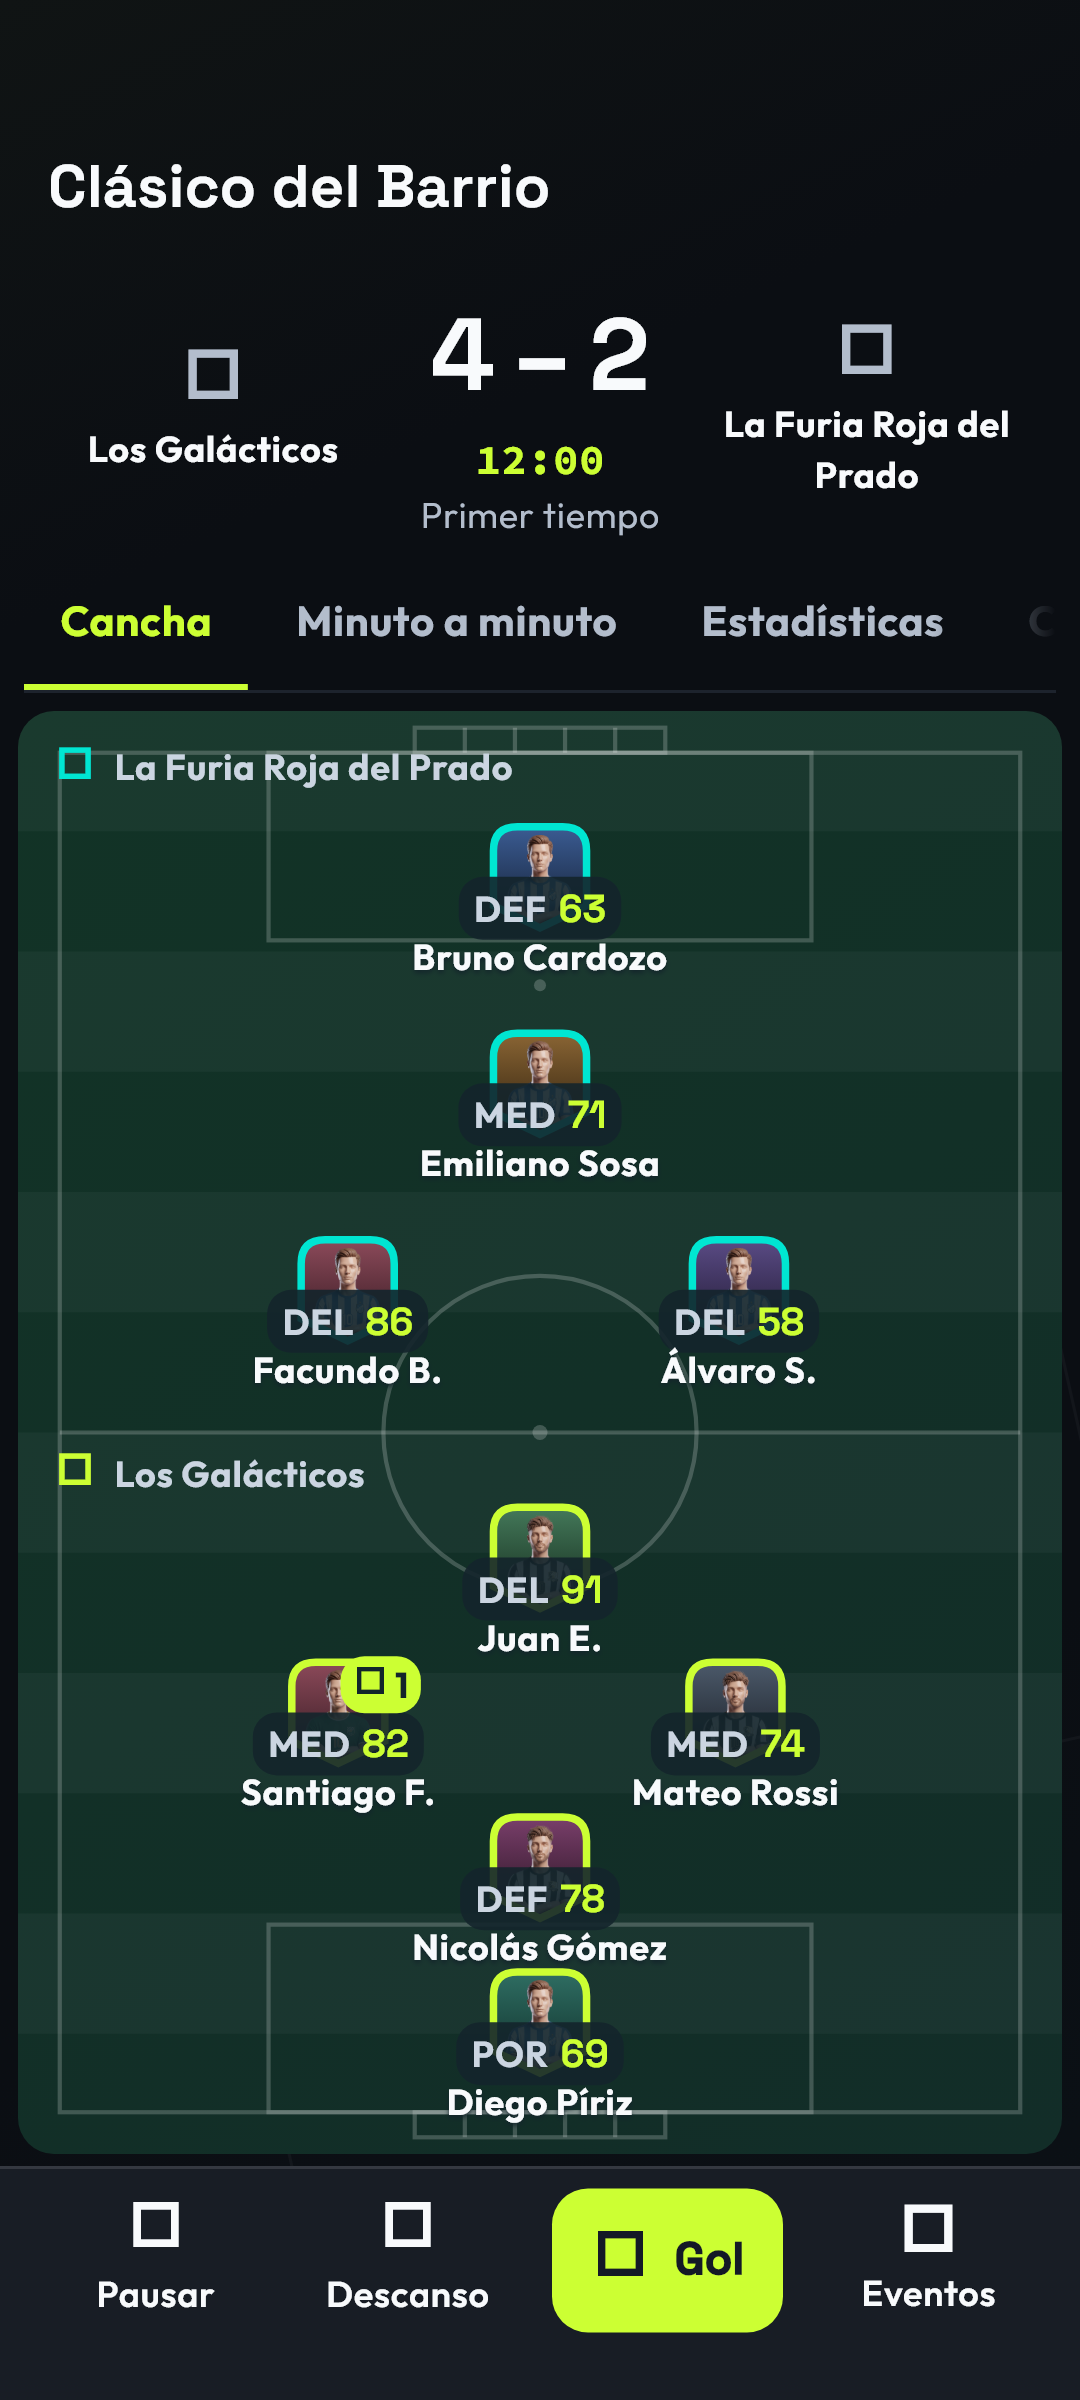 Clásico del Barrio
4 – 2
Los Galácticos
La Furia Roja del
Prado
12:00
Primer tiempo
Cancha
Minuto a minuto
Estadísticas
La Furia Roja del Prado
DEF 63
Bruno Cardozo
MED 71
Emiliano Sosa
DEL 86
Facundo B.
DEL 58
Álvaro S.
Los Galácticos
DEL 91
Juan E.
1
MED 82
Santiago F.
MED 74
Mateo Rossi
DEF 78
Nicolás Gómez
POR 69
Diego Píriz
Pausar
Descanso
Gol
Eventos